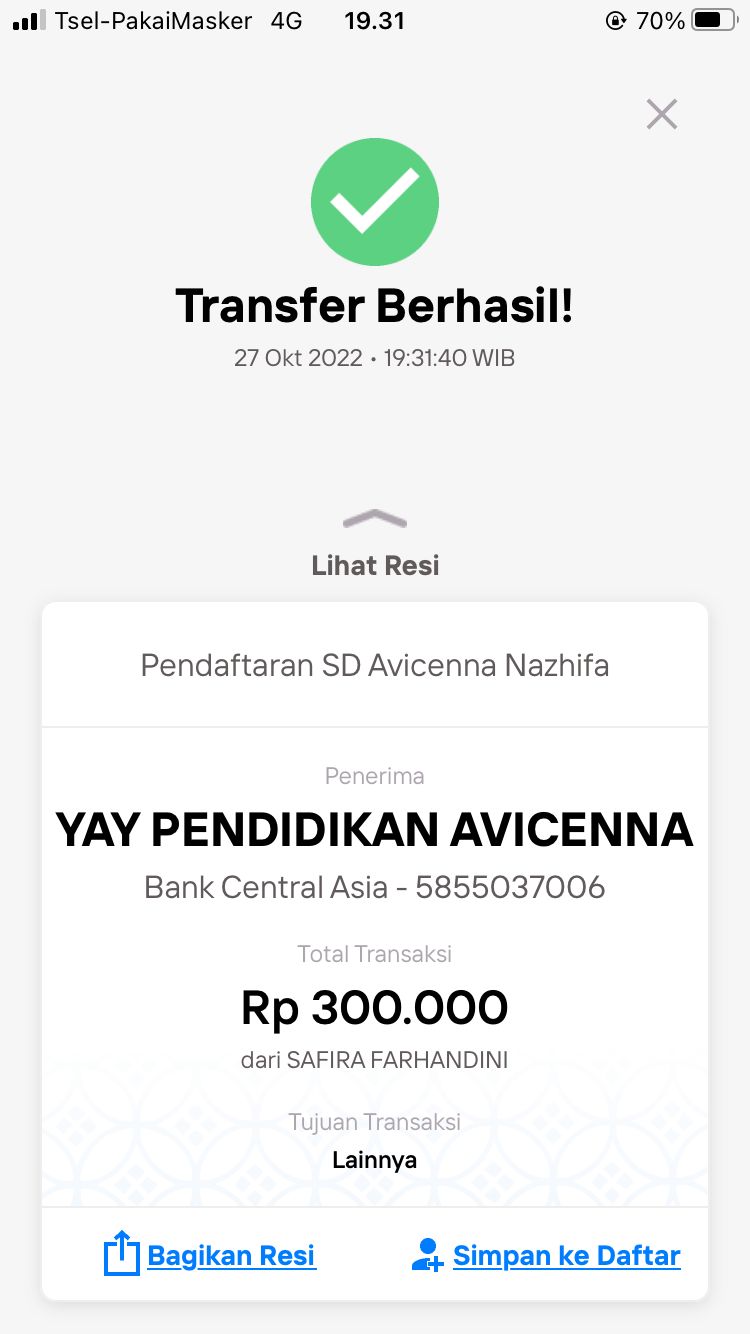 Tsel-PakaiMasker 4G 19.31 70%
Transfer Berhasil!
27 Okt 2022 • 19:31:40 WIB
Lihat Resi
Pendaftaran SD Avicenna Nazhifa
Penerima
YAY PENDIDIKAN AVICENNA
Bank Central Asia - 5855037006
Total Transaksi
Rp 300.000
dari SAFIRA FARHANDINI
Tujuan Transaksi
Lainnya
Bagikan Resi Simpan ke Daftar